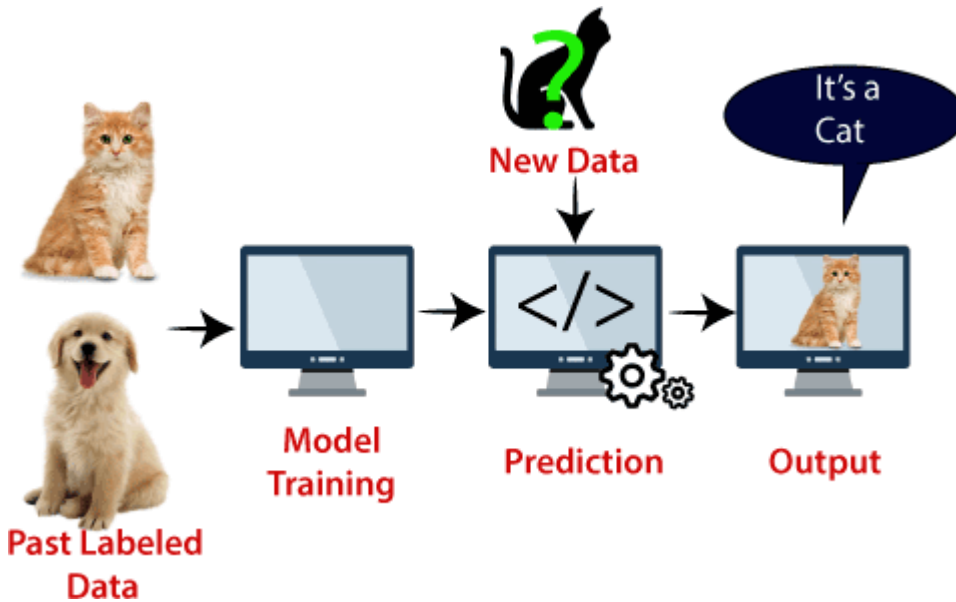 ?
New Data
It's a
Cat
</>
Model
Training
Prediction
Output
Past Labeled
Data